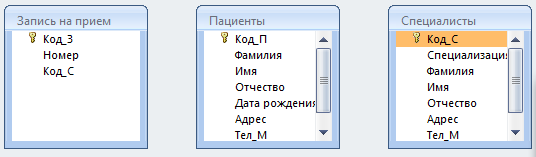 Запись на прием
Код_З
Номер
Код_С
Пациенты
Код_П
Фамилия
Имя
Отчество
Дата рождения
Адрес
Тел_М
Специалисты
Код_С
Специализация
Фамилия
Имя
Отчество
Адрес
Тел_М